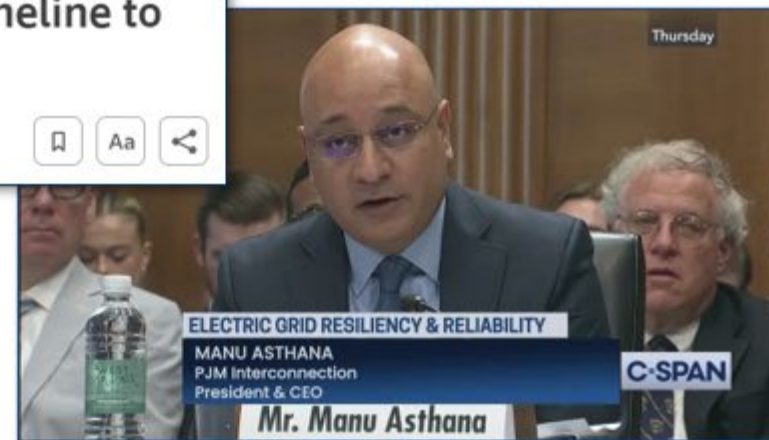 neline to
Aa
Thursday
ELECTRIC GRID RESILIENCY & RELIABILITY
MANU ASTHANA
PJM Interconnection
President & CEO
C-SPAN
Mr. Manu Asthana